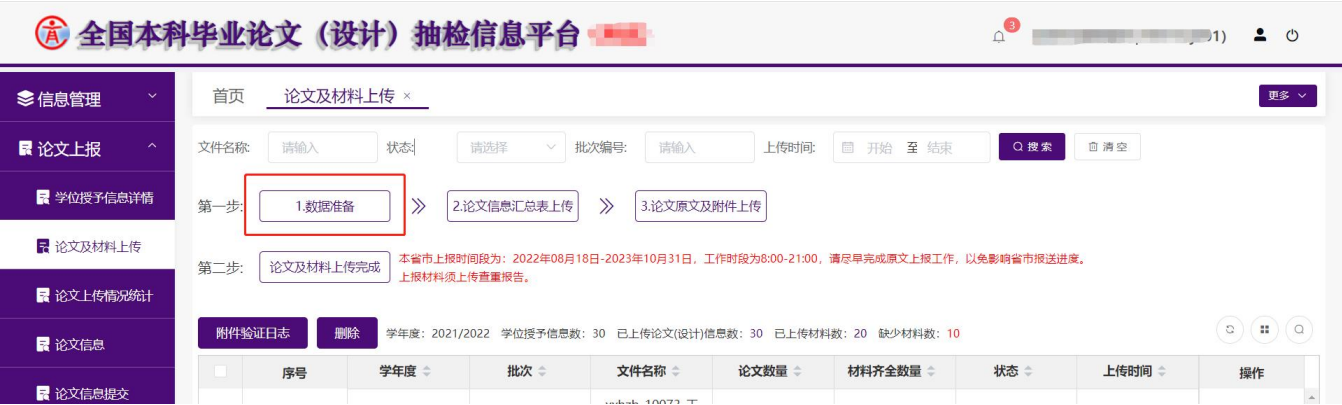 全国本科毕业论文（设计）抽检信息平台
3
1)
信息管理
首页 论文及材料上传 ×
更多
论文上报
文件名称: 请输入 状态: 请选择 批次编号: 请输入 上传时间: 开始 至 结束 搜索 清空
学位授予信息详情
第一步: 1.数据准备 2.论文信息汇总表上传 3.论文原文及附件上传
论文及材料上传
第二步: 论文及材料上传完成 本省市上报时间段为：2022年08月18日-2023年10月31日，工作时段为8:00-21:00，请尽早完成原文上报工作，以免影响省市报送进度。
上报材料须上传查重报告。
论文上传情况统计
附件验证日志 删除 学年度：2021/2022 学位授予信息数：30 已上传论文(设计)信息数：30 已上传材料数：20 缺少材料数：10
论文信息
序号 学年度 批次 文件名称 论文数量 材料齐全数量 状态 上传时间 操作
论文信息提交